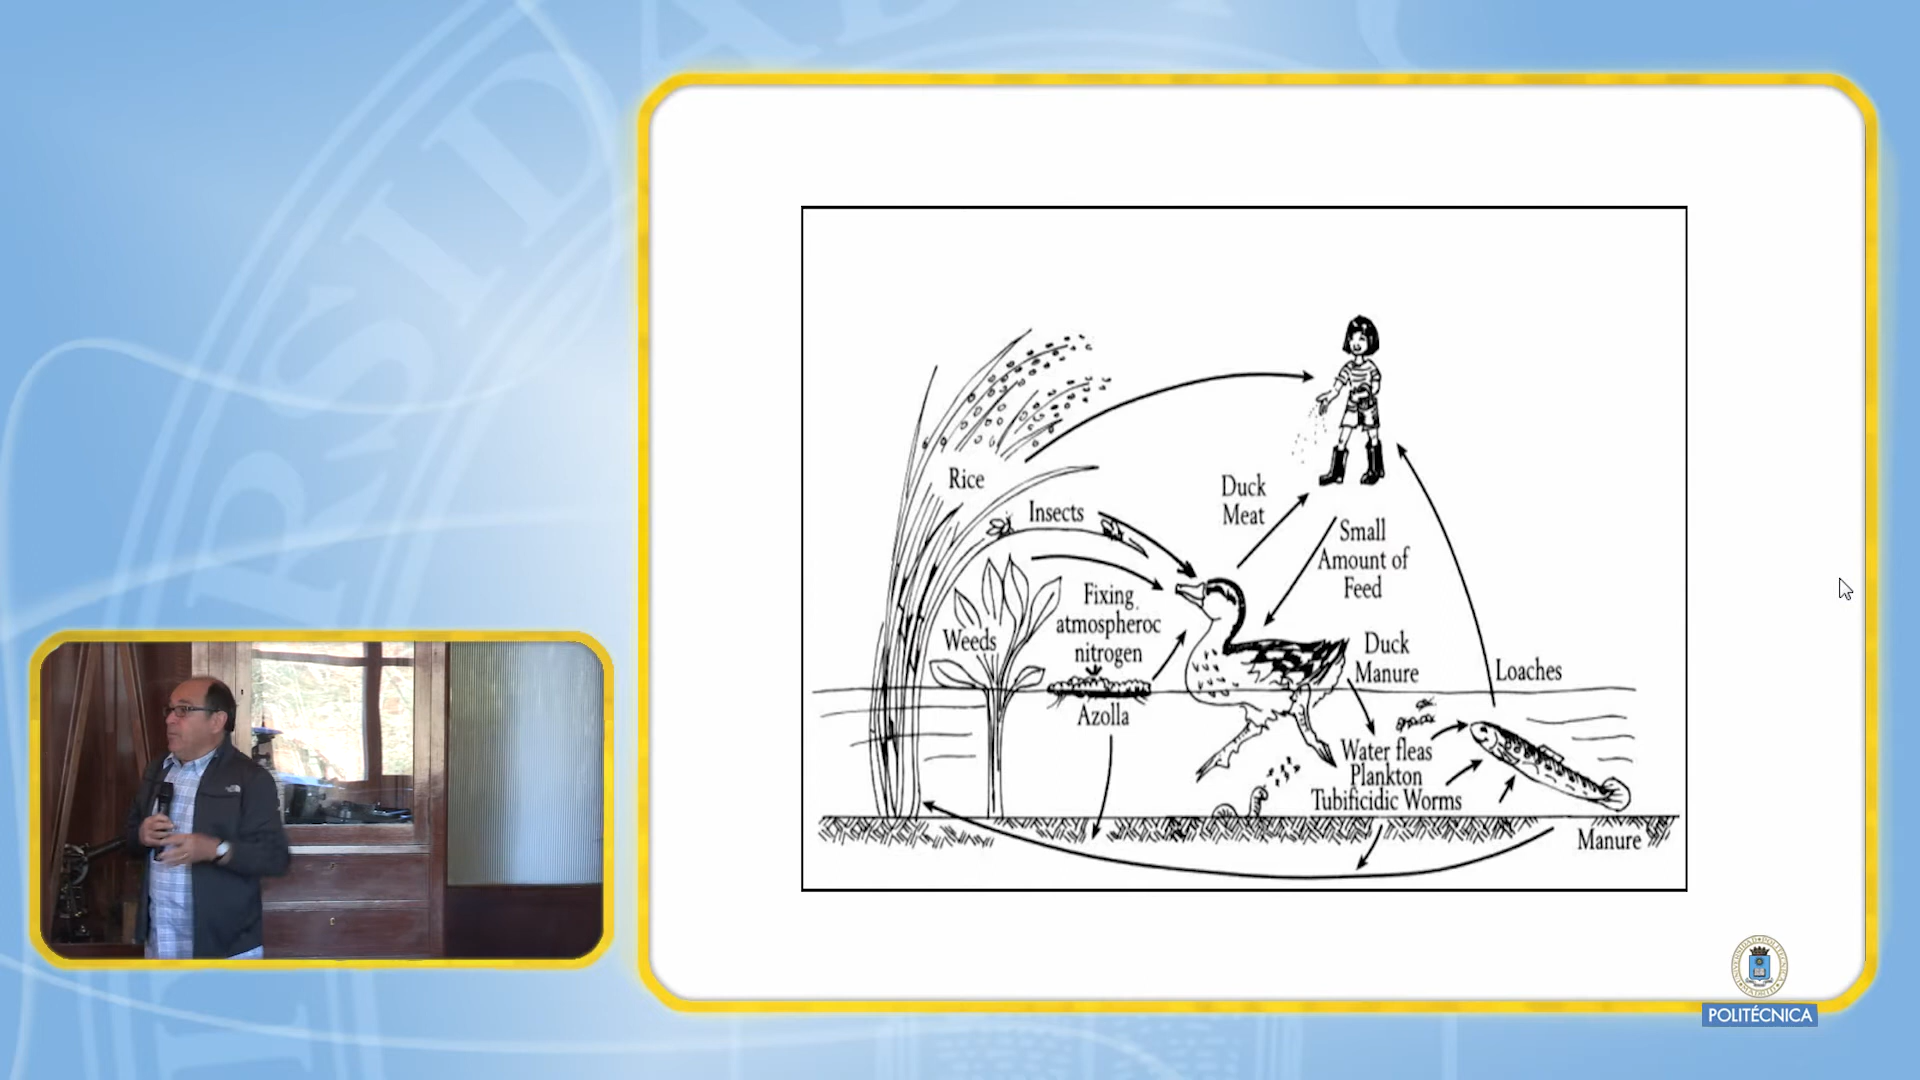 Rice
Insects
Duck
Meat
Small
Amount of
Feed
Fixing
atmospheroc
nitrogen
Weeds
Duck
Manure
Loaches
Azolla
Water fleas
Plankton
Tubificidic Worms
Manure
POLITÉCNICA